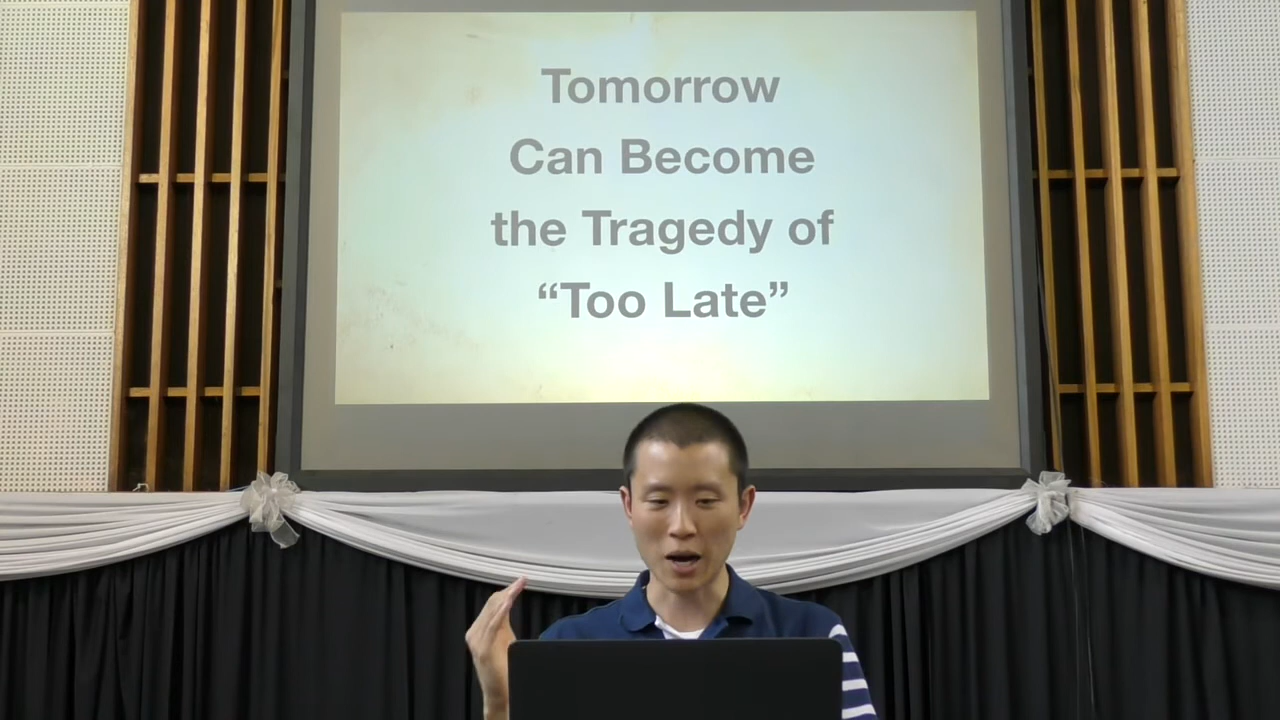 Tomorrow
Can Become
the Tragedy of
“Too Late”